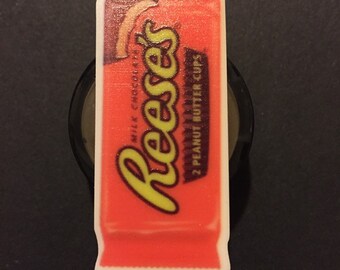 MILK CHOCOLATE
Reese's
2 PEANUT BUTTER CUPS